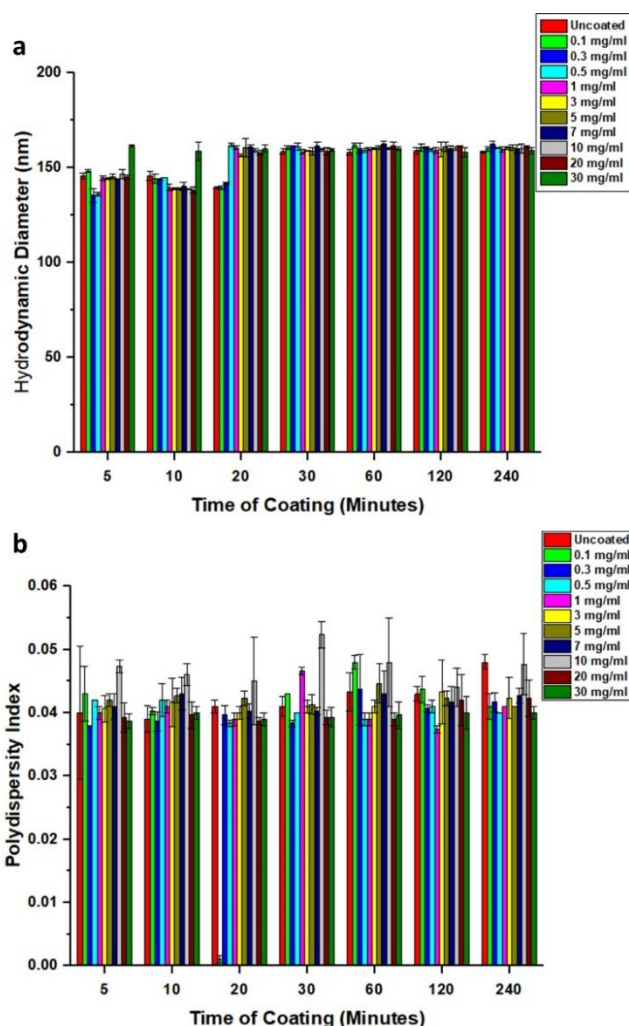 a
Uncoated
0.1 mg/ml
0.3 mg/ml
0.5 mg/ml
1 mg/ml
3 mg/ml
5 mg/ml
7 mg/ml
10 mg/ml
20 mg/ml
30 mg/ml
Hydrodynamic Diameter (nm)
200
150
100
50
0
5 10 20 30 60 120 240
Time of Coating (Minutes)
b
Uncoated
0.1 mg/ml
0.3 mg/ml
0.5 mg/ml
1 mg/ml
3 mg/ml
5 mg/ml
7 mg/ml
10 mg/ml
20 mg/ml
30 mg/ml
Polydispersity Index
0.06
0.05
0.04
0.03
0.02
0.01
0.00
5 10 20 30 60 120 240
Time of Coating (Minutes)